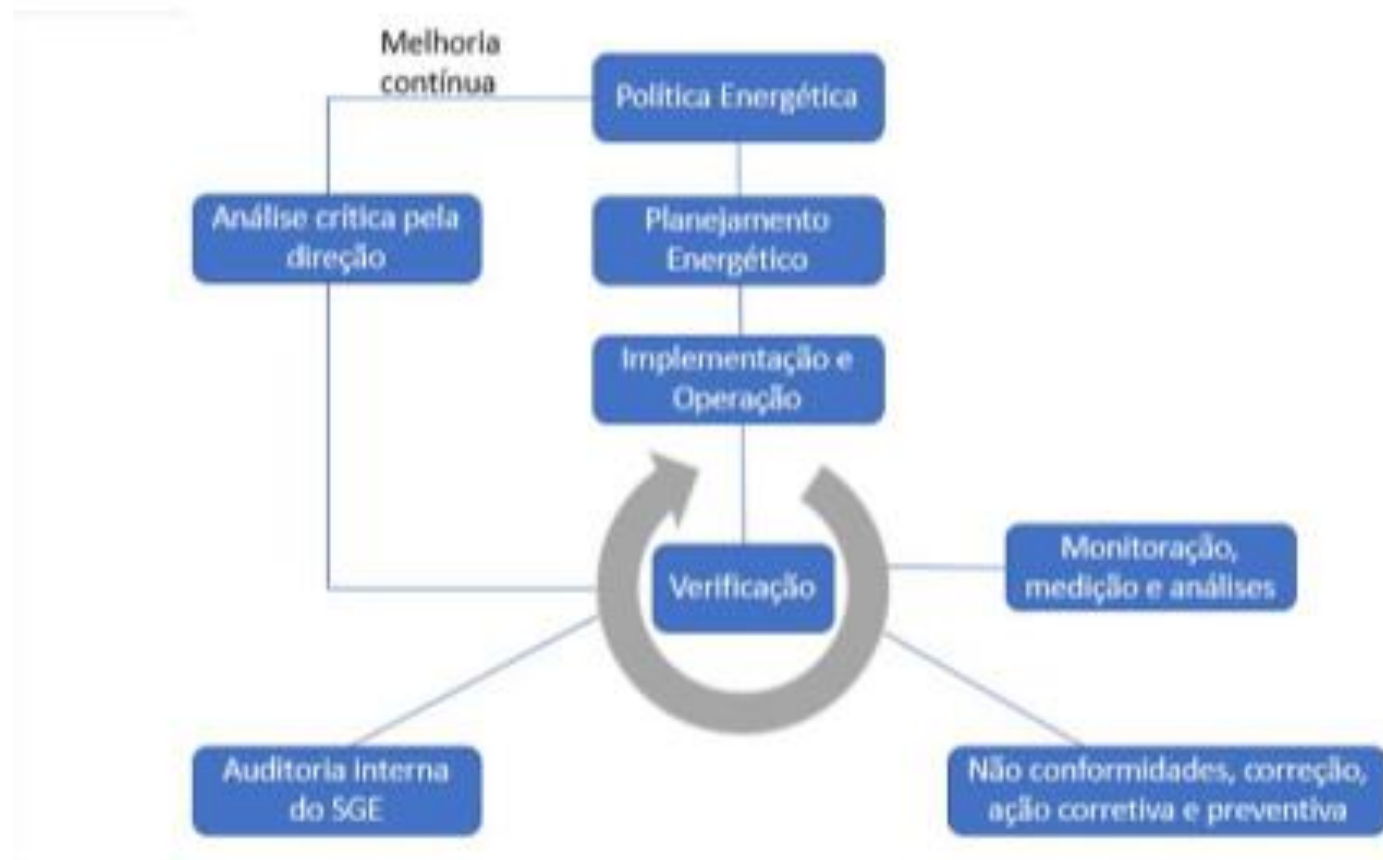 Melhoria
contínua
Política Energética
Análise crítica pela
direção
Planejamento
Energético
Implementação e
Operação
Verificação
Monitoração,
medição e análises
Auditoria interna
do SGE
Não conformidades, correção,
ação corretiva e preventiva